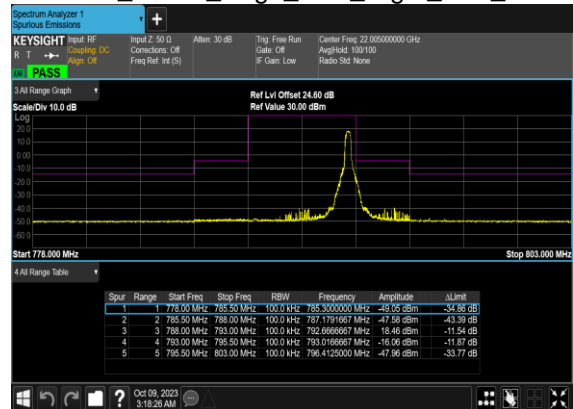 Spectrum Analyzer 1
Spurious Emissions
+
KEYSIGHT Input: RF Input Z: 50 Ω Atten: 30 dB Trig: Free Run Center Freq: 22.005000000 GHz
R T Coupling: DC Corrections: Off Gate: Off Avg|Hold: 100/100
Align: Off Freq Ref: Int (S) IF Gain: Low Radio Std: None
PASS
3 All Range Graph Ref Lvl Offset 24.60 dB
Scale/Div 10.0 dB Ref Value 30.00 dBm
Log
20.0
10.0
0.00
-10.0
-20.0
-30.0
-40.0
-50.0
-60.0
Start 778.000 MHz Stop 803.000 MHz
4 All Range Table
Spur Range Start Freq Stop Freq RBW Frequency Amplitude ΔLimit
1 1 778.00 MHz 785.50 MHz 100.0 kHz 785.3000000 MHz -49.05 dBm -34.86 dB
2 2 785.50 MHz 788.00 MHz 100.0 kHz 787.1791667 MHz -47.58 dBm -43.39 dB
3 3 788.00 MHz 793.00 MHz 100.0 kHz 792.6666667 MHz 18.46 dBm -11.54 dB
4 4 793.00 MHz 795.50 MHz 100.0 kHz 793.0166667 MHz -16.06 dBm -11.87 dB
5 5 795.50 MHz 803.00 MHz 100.0 kHz 796.4125000 MHz -47.96 dBm -33.77 dB
? Oct 09, 2023
3:18:26 AM